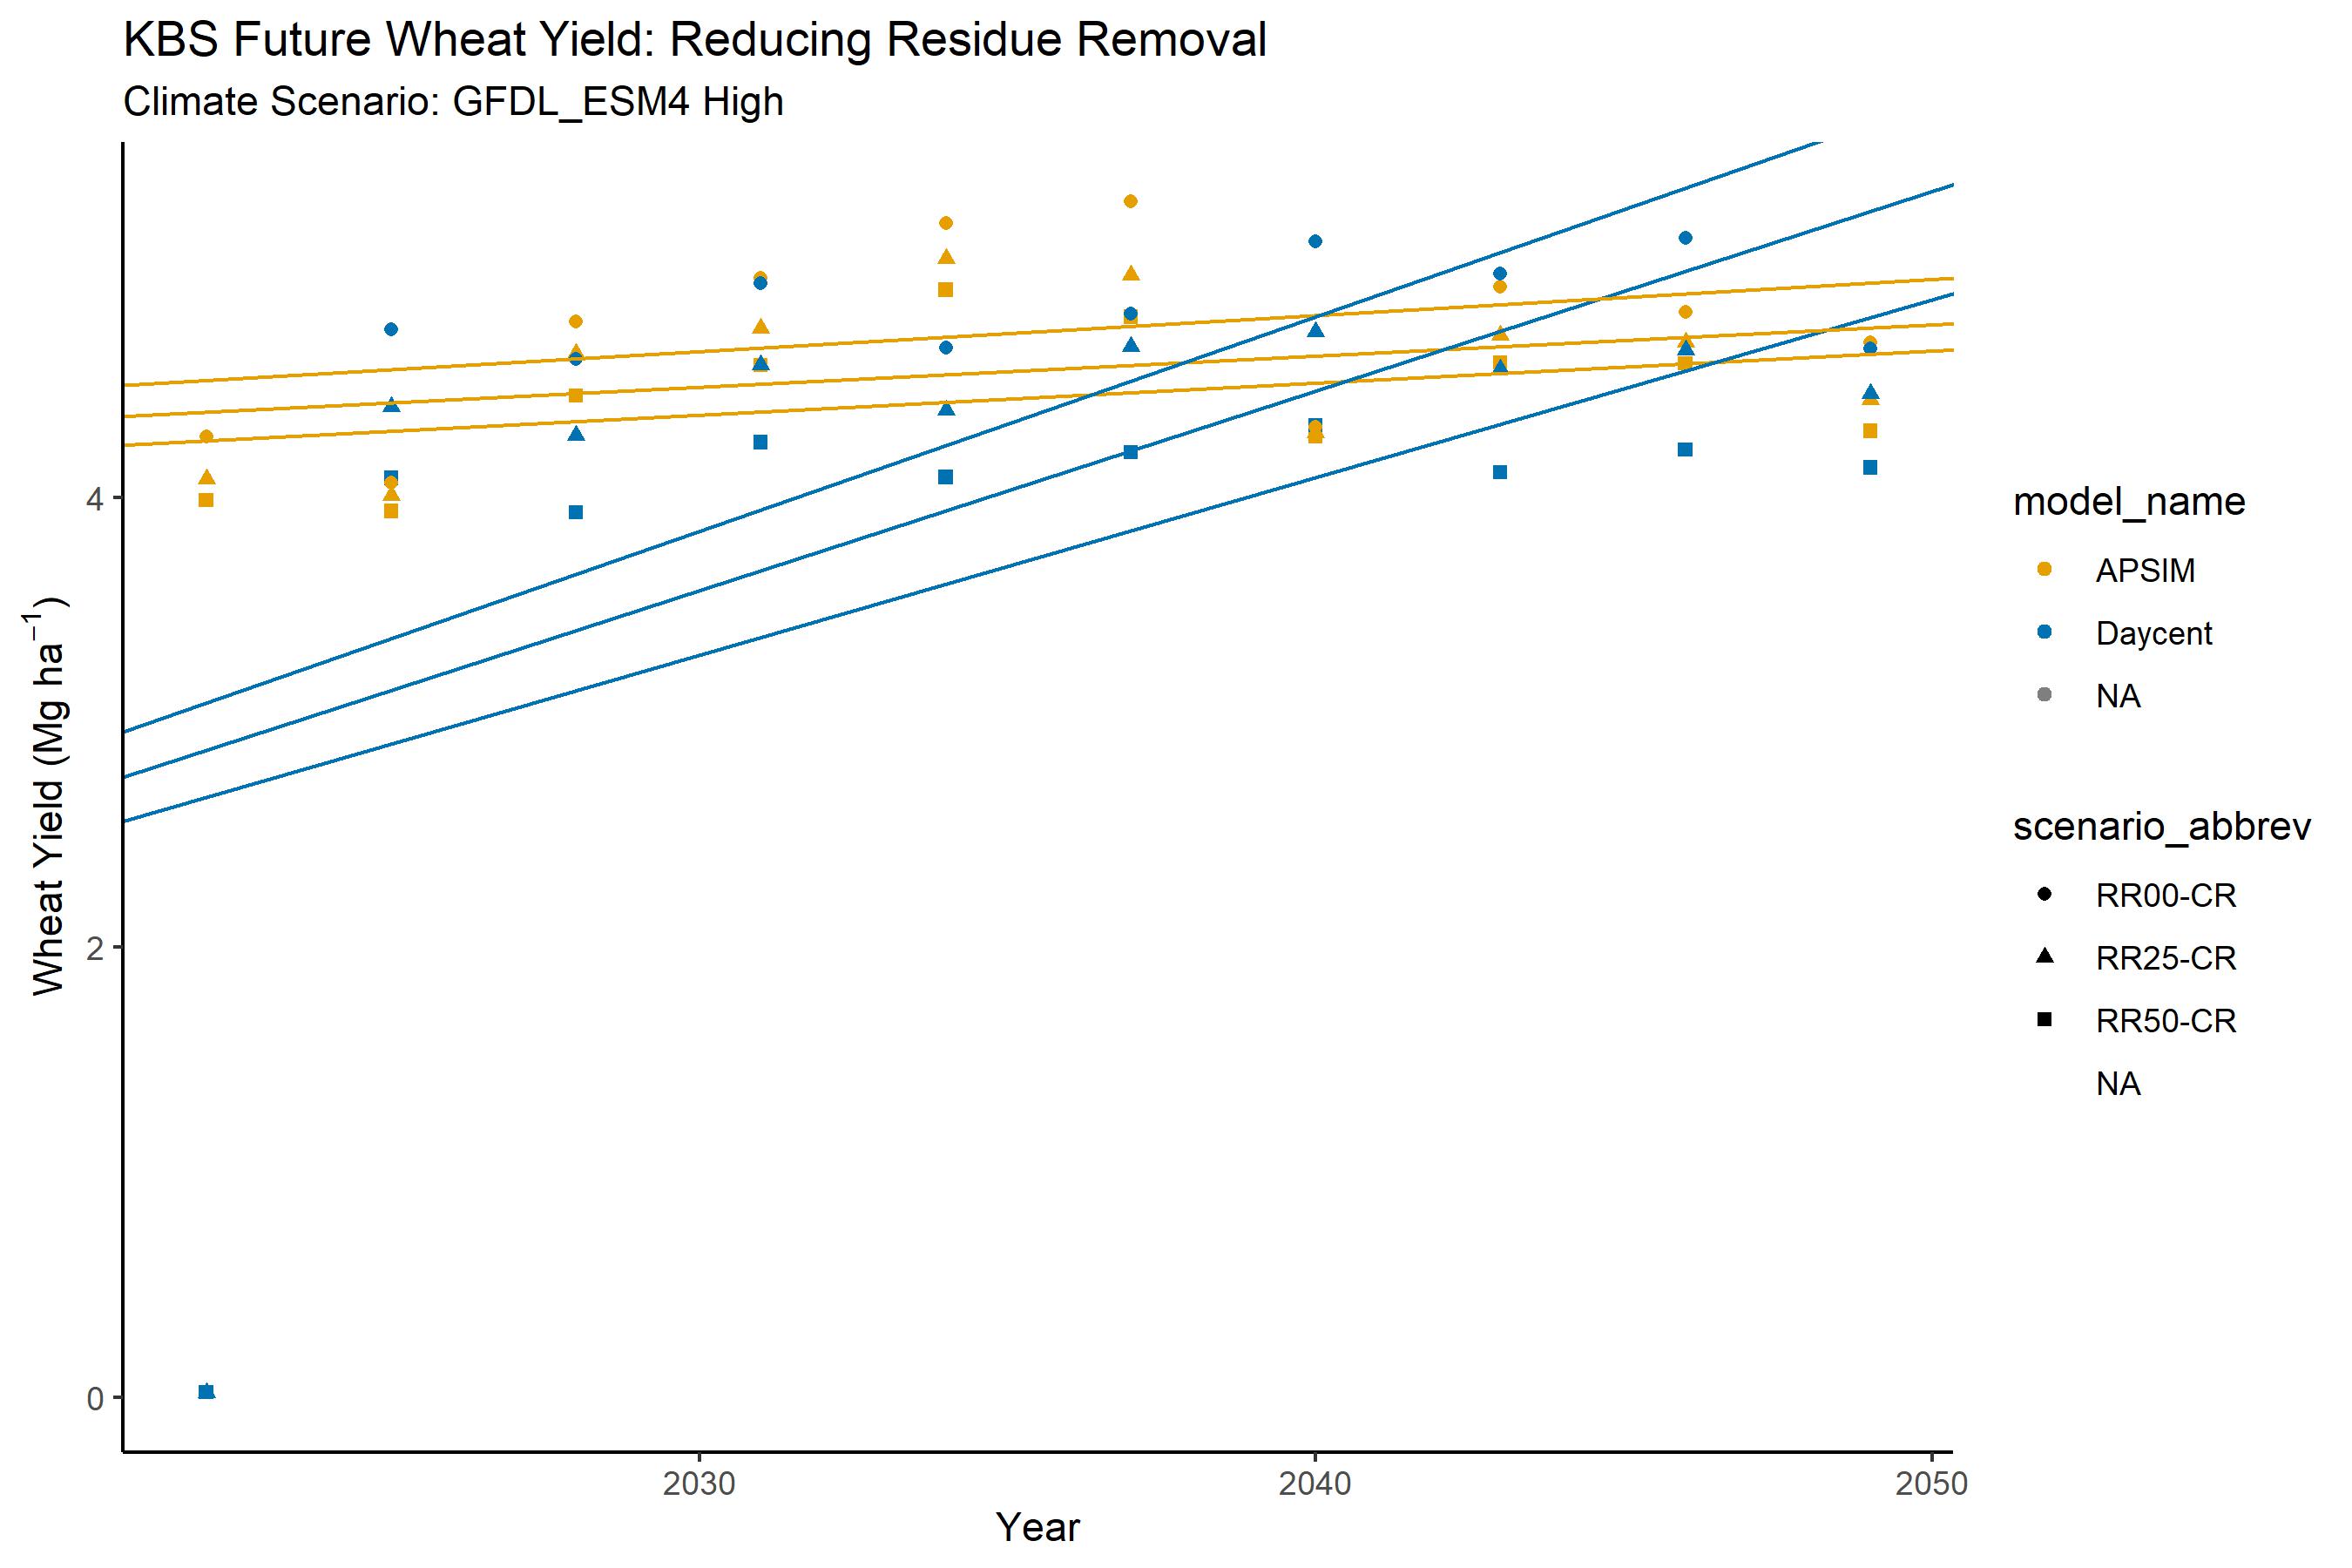 KBS Future Wheat Yield: Reducing Residue Removal
Climate Scenario: GFDL_ESM4 High
Wheat Yield (Mg ha⁻¹)
4
2
0
2030
2040
2050
Year
model_name
APSIM
Daycent
NA
scenario_abbrev
RR00-CR
RR25-CR
RR50-CR
NA